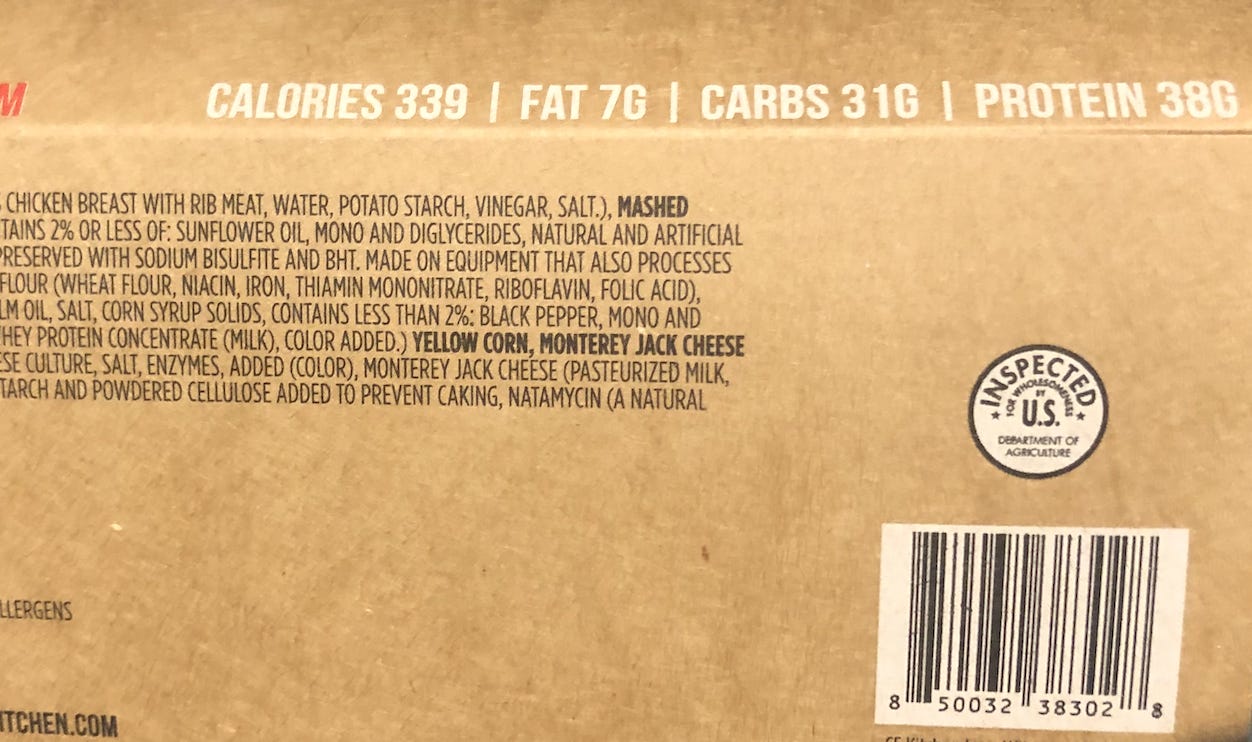 M
CALORIES 339 | FAT 7G | CARBS 31G | PROTEIN 38G
CHICKEN BREAST WITH RIB MEAT, WATER, POTATO STARCH, VINEGAR, SALT.), MASHED
TAINS 2% OR LESS OF: SUNFLOWER OIL, MONO AND DIGLYCERIDES, NATURAL AND ARTIFICIAL
PRESERVED WITH SODIUM BISULFITE AND BHT. MADE ON EQUIPMENT THAT ALSO PROCESSES
FLOUR (WHEAT FLOUR, NIACIN, IRON, THIAMIN MONONITRATE, RIBOFLAVIN, FOLIC ACID),
LM OIL, SALT, CORN SYRUP SOLIDS, CONTAINS LESS THAN 2%: BLACK PEPPER, MONO AND
HEY PROTEIN CONCENTRATE (MILK), COLOR ADDED.) YELLOW CORN, MONTEREY JACK CHEESE
ESE CULTURE, SALT, ENZYMES, ADDED (COLOR), MONTEREY JACK CHEESE (PASTEURIZED MILK,
TARCH AND POWDERED CELLULOSE ADDED TO PREVENT CAKING, NATAMYCIN (A NATURAL
INSPECTED
FOR WHOLESOMENESS
BY
U.S.
DEPARTMENT OF
AGRICULTURE
LLERGENS
8 50032 38302 8
ITCHEN.COM